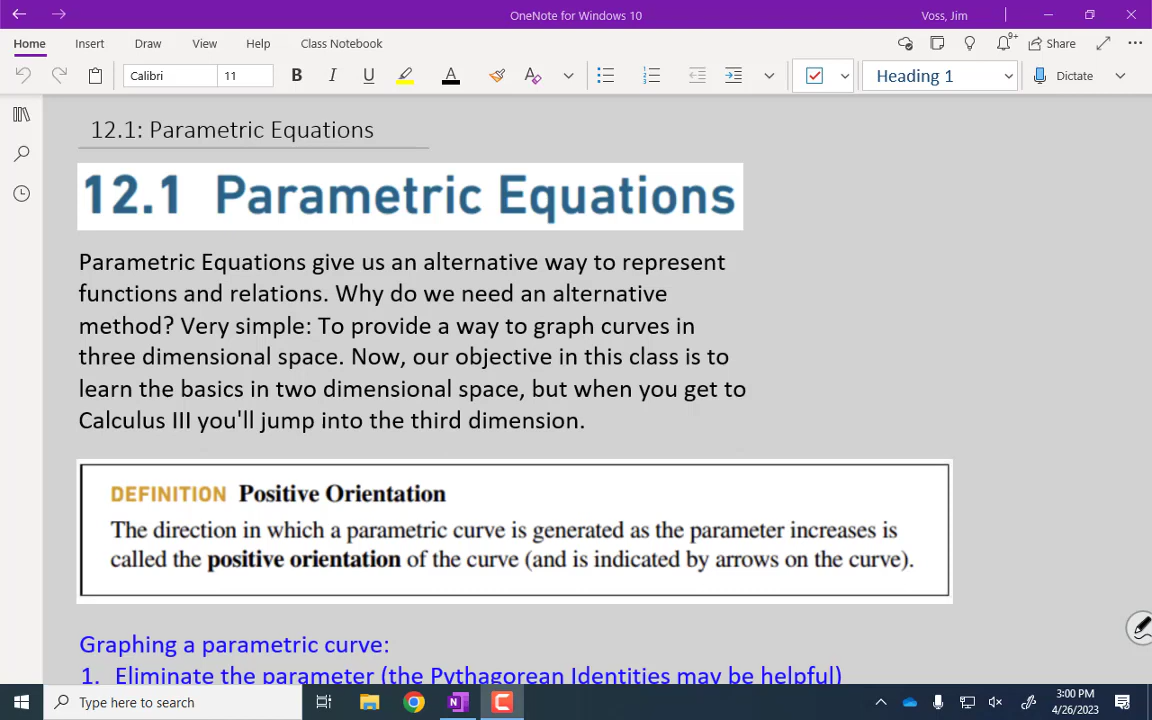 OneNote for Windows 10
Voss, Jim
Home Insert Draw View Help Class Notebook
9+
Share
Calibri 11 B I U A A Heading 1 Dictate
12.1: Parametric Equations
12.1 Parametric Equations
Parametric Equations give us an alternative way to represent
functions and relations. Why do we need an alternative
method? Very simple: To provide a way to graph curves in
three dimensional space. Now, our objective in this class is to
learn the basics in two dimensional space, but when you get to
Calculus III you'll jump into the third dimension.
DEFINITION Positive Orientation
The direction in which a parametric curve is generated as the parameter increases is
called the positive orientation of the curve (and is indicated by arrows on the curve).
Graphing a parametric curve:
1. Eliminate the parameter (the Pythagorean Identities may be helpful)
Type here to search
3:00 PM
4/26/2023